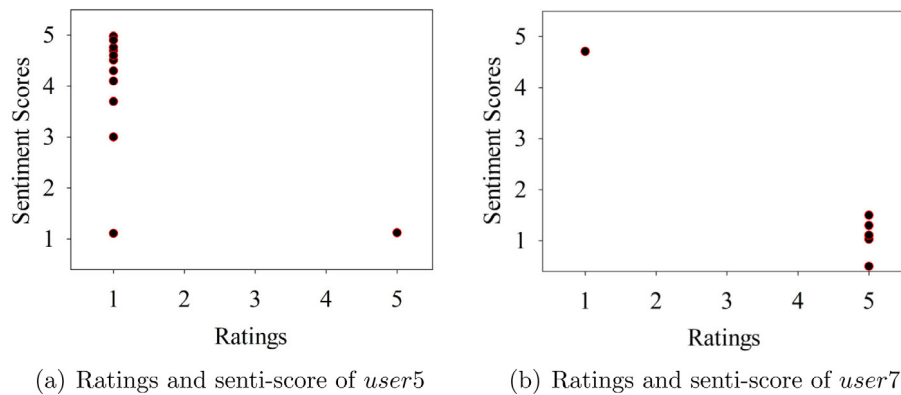 5
4
3
2
1
Sentiment Scores
1 2 3 4 5
Ratings
(a) Ratings and senti-score of user5
5
4
3
2
1
Sentiment Scores
1 2 3 4 5
Ratings
(b) Ratings and senti-score of user7